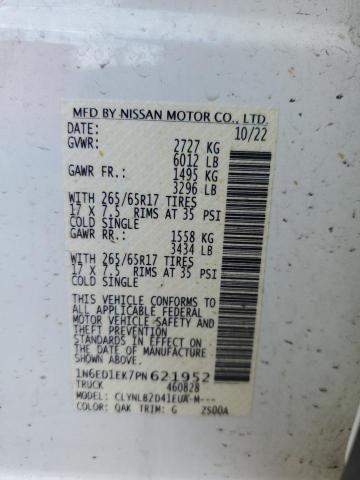 MFD BY NISSAN MOTOR CO., LTD.
DATE: 10/22
GVWR: 2727 KG
6012 LB
GAWR FR.: 1495 KG
3296 LB
WITH 265/65R17 TIRES
17 X 7.5 RIMS AT 35 PSI
COLD SINGLE
GAWR RR.: 1558 KG
3434 LB
WITH 265/65R17 TIRES
17 X 7.5 RIMS AT 35 PSI
COLD SINGLE
THIS VEHICLE CONFORMS TO
ALL APPLICABLE FEDERAL
MOTOR VEHICLE SAFETY AND
THEFT PREVENTION
STANDARDS IN EFFECT ON
THE DATE OF MANUFACTURE
SHOWN ABOVE.
1N6ED1EK7PN621952
TRUCK 460828
MODEL: CLYNLB2D41EUA-M---
COLOR: QAK TRIM: G ZS00A